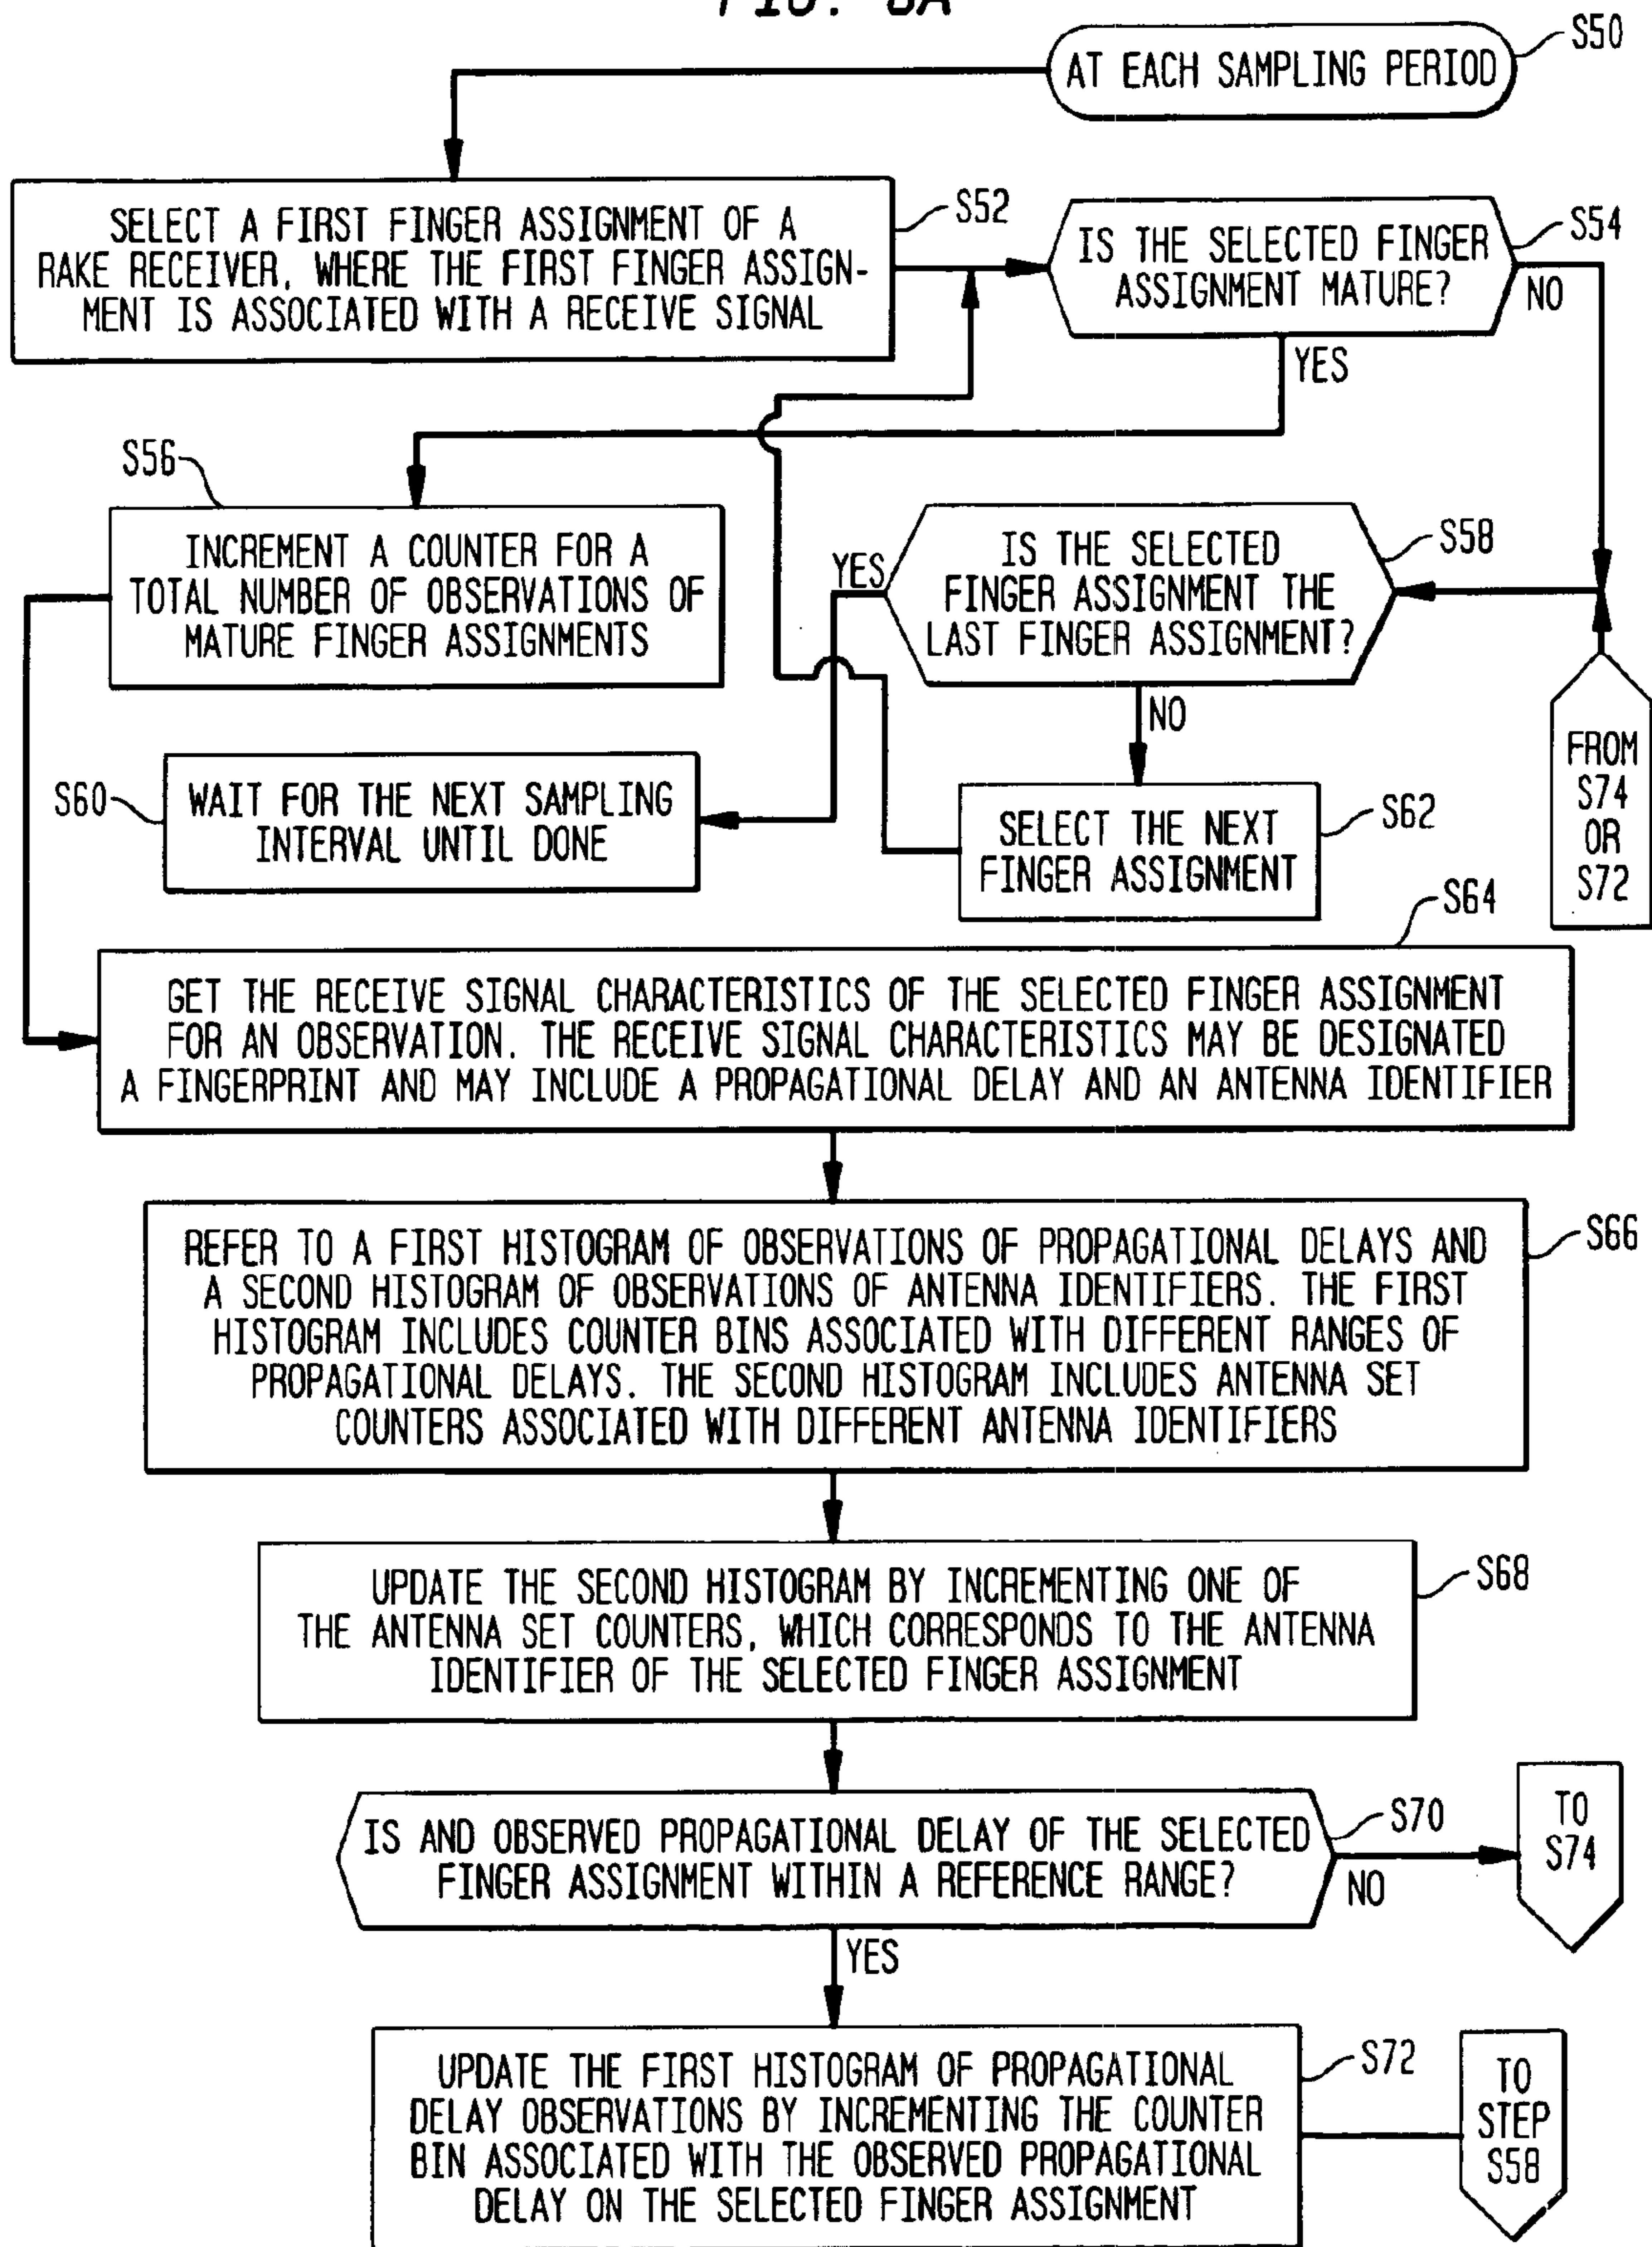 FIG. 8A
AT EACH SAMPLING PERIOD
S50
SELECT A FIRST FINGER ASSIGNMENT OF A
RAKE RECEIVER, WHERE THE FIRST FINGER ASSIGN-
MENT IS ASSOCIATED WITH A RECEIVE SIGNAL
S52
IS THE SELECTED FINGER
ASSIGNMENT MATURE?
S54
NO
YES
S56
INCREMENT A COUNTER FOR A
TOTAL NUMBER OF OBSERVATIONS OF
MATURE FINGER ASSIGNMENTS
YES
IS THE SELECTED
FINGER ASSIGNMENT THE
LAST FINGER ASSIGNMENT?
S58
NO
FROM
S74
OR
S72
S60
WAIT FOR THE NEXT SAMPLING
INTERVAL UNTIL DONE
SELECT THE NEXT
FINGER ASSIGNMENT
S62
S64
GET THE RECEIVE SIGNAL CHARACTERISTICS OF THE SELECTED FINGER ASSIGNMENT
FOR AN OBSERVATION. THE RECEIVE SIGNAL CHARACTERISTICS MAY BE DESIGNATED
A FINGERPRINT AND MAY INCLUDE A PROPAGATIONAL DELAY AND AN ANTENNA IDENTIFIER
REFER TO A FIRST HISTOGRAM OF OBSERVATIONS OF PROPAGATIONAL DELAYS AND
A SECOND HISTOGRAM OF OBSERVATIONS OF ANTENNA IDENTIFIERS. THE FIRST
HISTOGRAM INCLUDES COUNTER BINS ASSOCIATED WITH DIFFERENT RANGES OF
PROPAGATIONAL DELAYS. THE SECOND HISTOGRAM INCLUDES ANTENNA SET
COUNTERS ASSOCIATED WITH DIFFERENT ANTENNA IDENTIFIERS
S66
UPDATE THE SECOND HISTOGRAM BY INCREMENTING ONE OF
THE ANTENNA SET COUNTERS, WHICH CORRESPONDS TO THE ANTENNA
IDENTIFIER OF THE SELECTED FINGER ASSIGNMENT
S68
IS AND OBSERVED PROPAGATIONAL DELAY OF THE SELECTED
FINGER ASSIGNMENT WITHIN A REFERENCE RANGE?
S70
NO
TO
S74
YES
UPDATE THE FIRST HISTOGRAM OF PROPAGATIONAL
DELAY OBSERVATIONS BY INCREMENTING THE COUNTER
BIN ASSOCIATED WITH THE OBSERVED PROPAGATIONAL
DELAY ON THE SELECTED FINGER ASSIGNMENT
S72
TO
STEP
S58